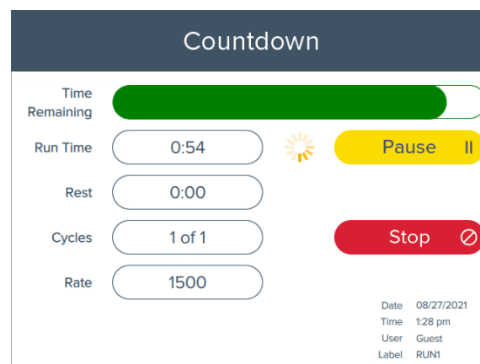 Countdown
Time
Remaining
Run Time 0:54 Pause
Rest 0:00
Cycles 1 of 1 Stop
Rate 1500
Date 08/27/2021
Time 1:28 pm
User Guest
Label RUN1